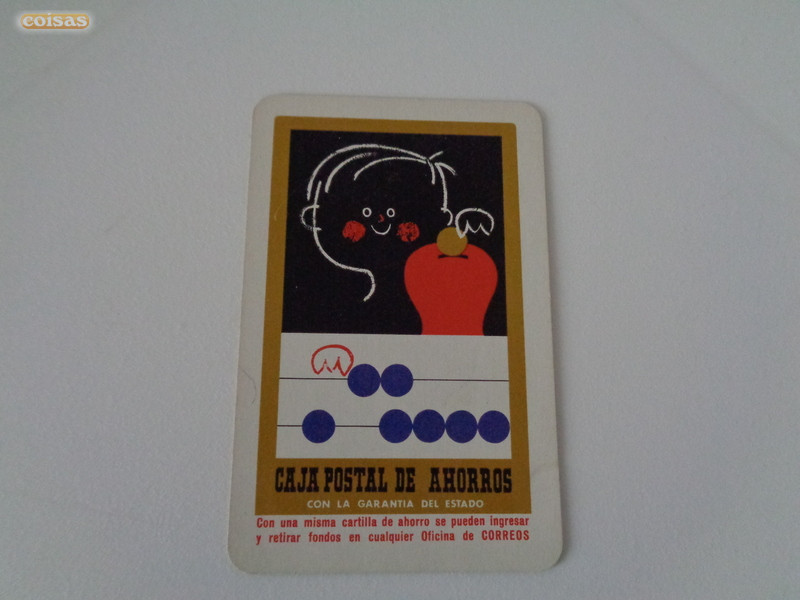 coisas
CAJA POSTAL DE AHORROS
CON LA GARANTIA DEL ESTADO
Con una misma cartilla de ahorro se pueden ingresar
y retirar fondos en cualquier Oficina de CORREOS